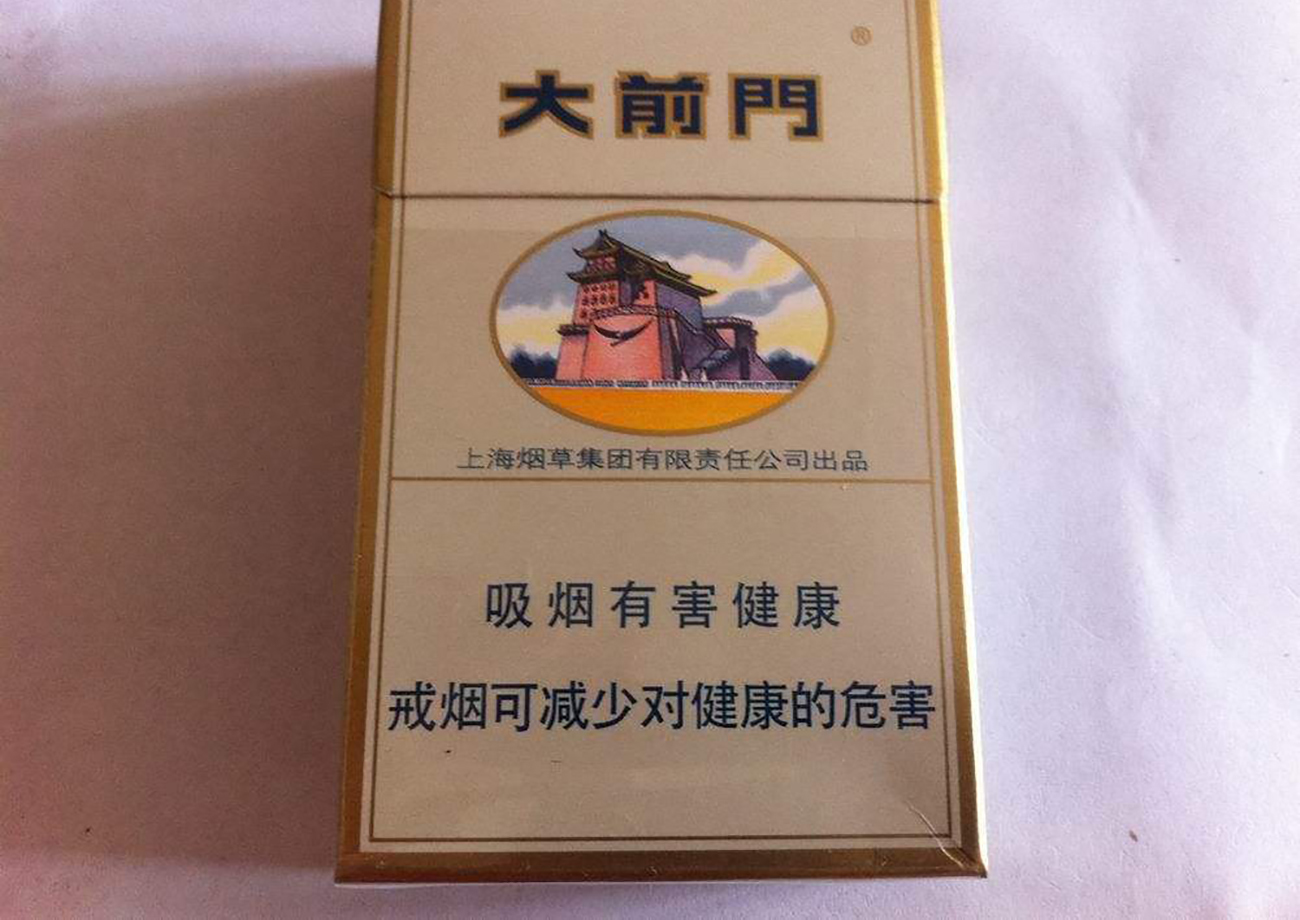 ®
大前門
上海烟草集团有限责任公司出品
吸烟有害健康
戒烟可减少对健康的危害